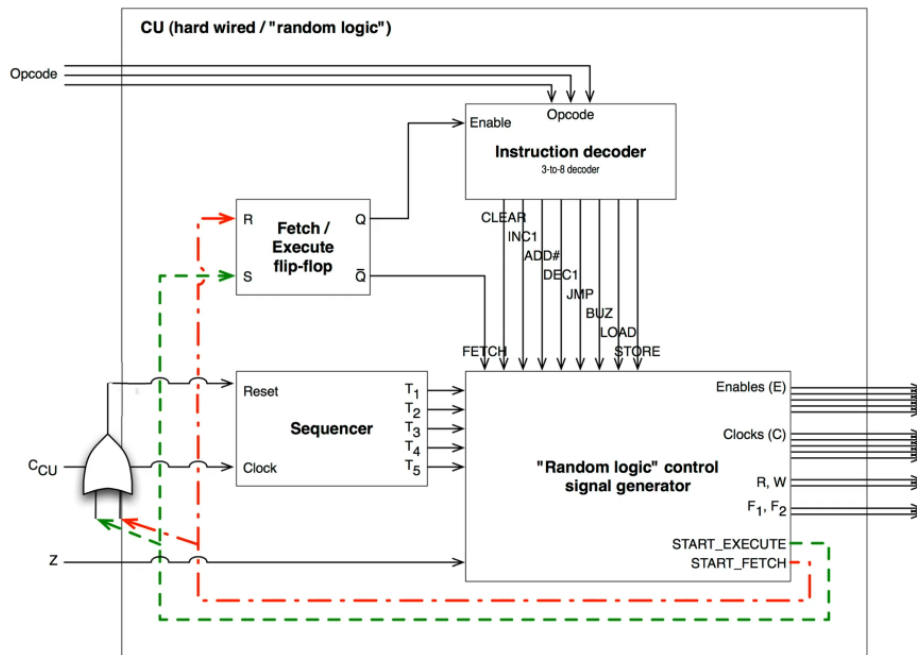 CU (hard wired / "random logic")
Opcode
Opcode
Enable
Instruction decoder
3-to-8 decoder
R
Q
Fetch /
Execute
flip-flop
S
Q̅
CLEAR
INC1
ADD#
DEC1
JMP
BUZ
LOAD
FETCH
STORE
Reset
Sequencer
Clock
T1
T2
T3
T4
T5
Enables (E)
Clocks (C)
"Random logic" control
signal generator
R, W
F1, F2
START_EXECUTE
START_FETCH
CCU
Z